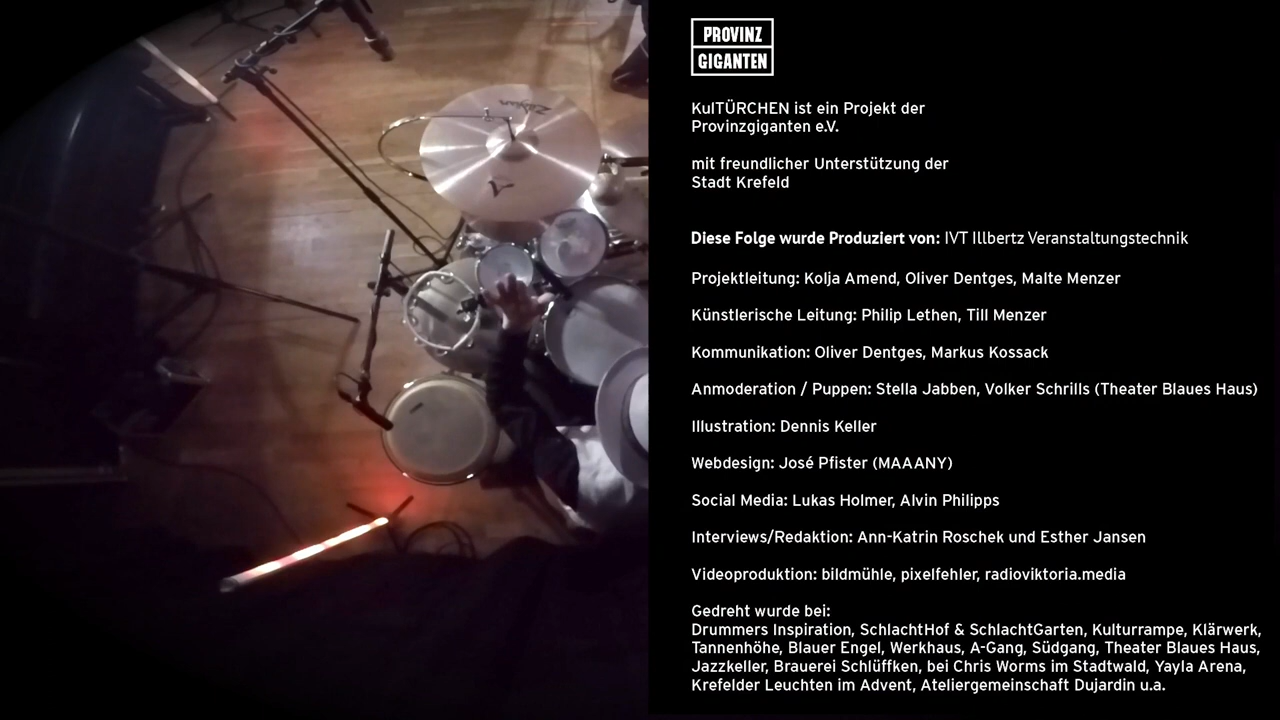 PROVINZ
GIGANTEN
KulTÜRCHEN ist ein Projekt der
Provinzgiganten e.V.
mit freundlicher Unterstützung der
Stadt Krefeld
Diese Folge wurde Produziert von: IVT Illbertz Veranstaltungstechnik
Projektleitung: Kolja Amend, Oliver Dentges, Malte Menzer
Künstlerische Leitung: Philip Lethen, Till Menzer
Kommunikation: Oliver Dentges, Markus Kossack
Anmoderation / Puppen: Stella Jabben, Volker Schrills (Theater Blaues Haus)
Illustration: Dennis Keller
Webdesign: José Pfister (MAAANY)
Social Media: Lukas Holmer, Alvin Philipps
Interviews/Redaktion: Ann-Katrin Roschek und Esther Jansen
Videoproduktion: bildmühle, pixelfehler, radioviktoria.media
Gedreht wurde bei:
Drummers Inspiration, SchlachtHof & SchlachtGarten, Kulturrampe, Klärwerk,
Tannenhöhe, Blauer Engel, Werkhaus, A-Gang, Südgang, Theater Blaues Haus,
Jazzkeller, Brauerei Schlüffken, bei Chris Worms im Stadtwald, Yayla Arena,
Krefelder Leuchten im Advent, Ateliergemeinschaft Dujardin u.a.
Zildjian